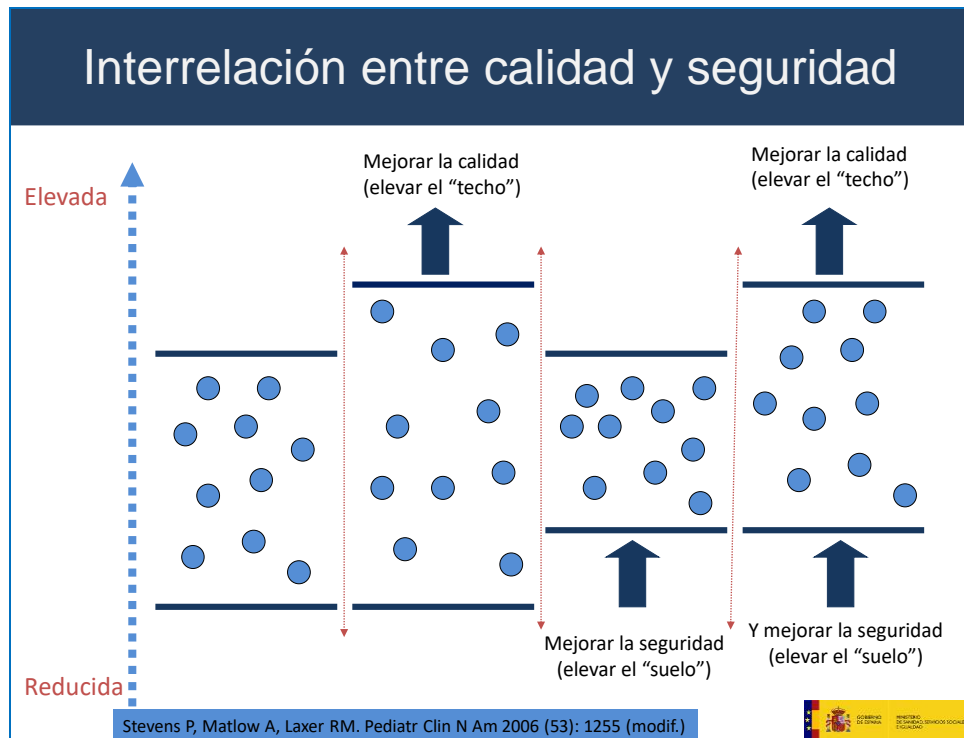 Interrelación entre calidad y seguridad
Mejorar la calidad
(elevar el “techo”)
Mejorar la calidad
(elevar el “techo”)
Elevada
Mejorar la seguridad
(elevar el “suelo”)
Y mejorar la seguridad
(elevar el “suelo”)
Reducida
Stevens P, Matlow A, Laxer RM. Pediatr Clin N Am 2006 (53): 1255 (modif.)
GOBIERNO
DE ESPAÑA
MINISTERIO
DE SANIDAD, SERVICIOS SOCIALES
E IGUALDAD